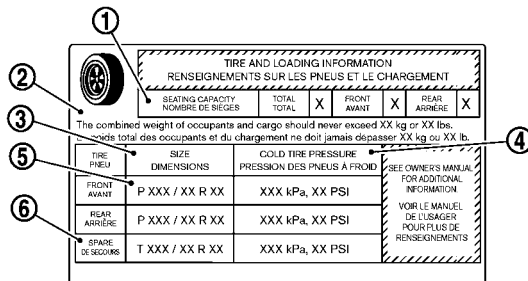 1
TIRE AND LOADING INFORMATION
RENSEIGNEMENTS SUR LES PNEUS ET LE CHARGEMENT
2
SEATING CAPACITY
NOMBRE DE SIÈGES
TOTAL
TOTAL
X
FRONT
AVANT
X
REAR
ARRIÈRE
X
The combined weight of occupants and cargo should never exceed XX kg or XX lbs.
poids total des occupants et du chargement ne doit jamais depasser XX kg ou XX lb.
3
4
TIRE
PNEU
SIZE
DIMENSIONS
COLD TIRE PRESSURE
PRESSION DES PNEUS À FROID
SEE OWNER'S MANUAL
FOR ADDITIONAL
INFORMATION
VOIR LE MANUEL
DE L'USAGER
POUR PLUS DE
RENSEIGNEMENTS
5
FRONT
AVANT
P XXX / XX R XX
XXX kPa, XX PSI
REAR
ARRIÈRE
P XXX / XX R XX
XXX kPa, XX PSI
6
SPARE
DE SECOURS
T XXX / XX R XX
XXX kPa, XX PSI